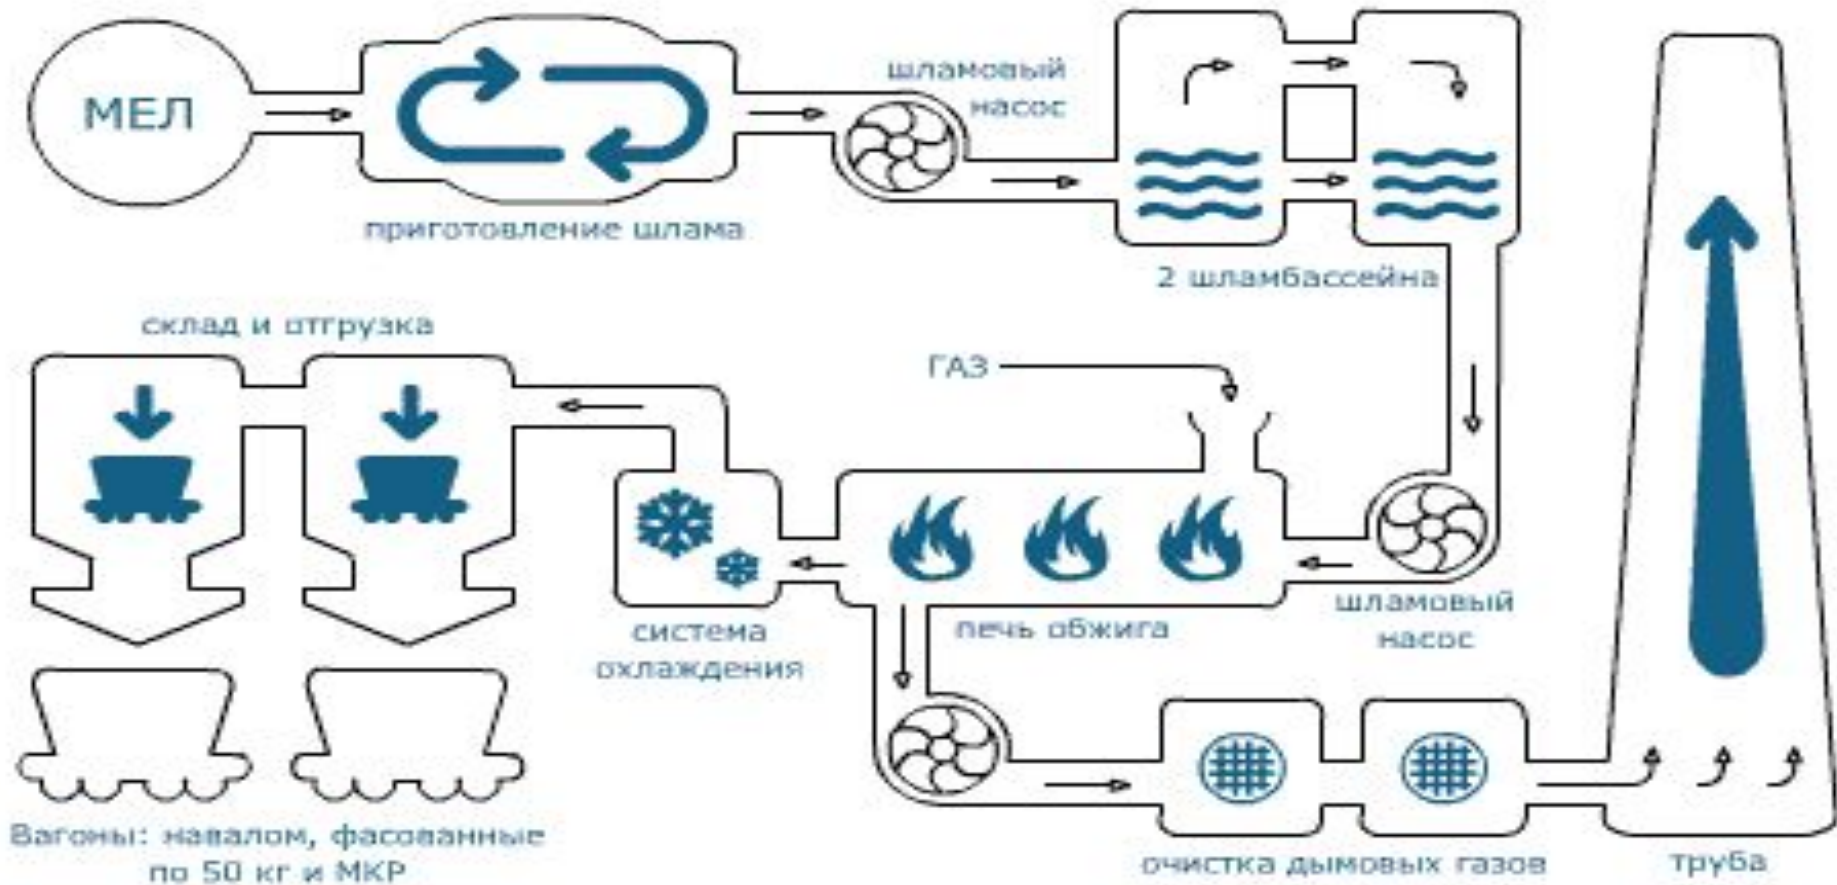 МЕЛ
приготовление шлама
шламовый
насос
2 шламбассейна
склад и отгрузка
ГАЗ
шламовый
насос
печь обжига
система
охлаждения
Вагоны: навалом, фасованные
по 50 кг и МКР
очистка дымовых газов
труба